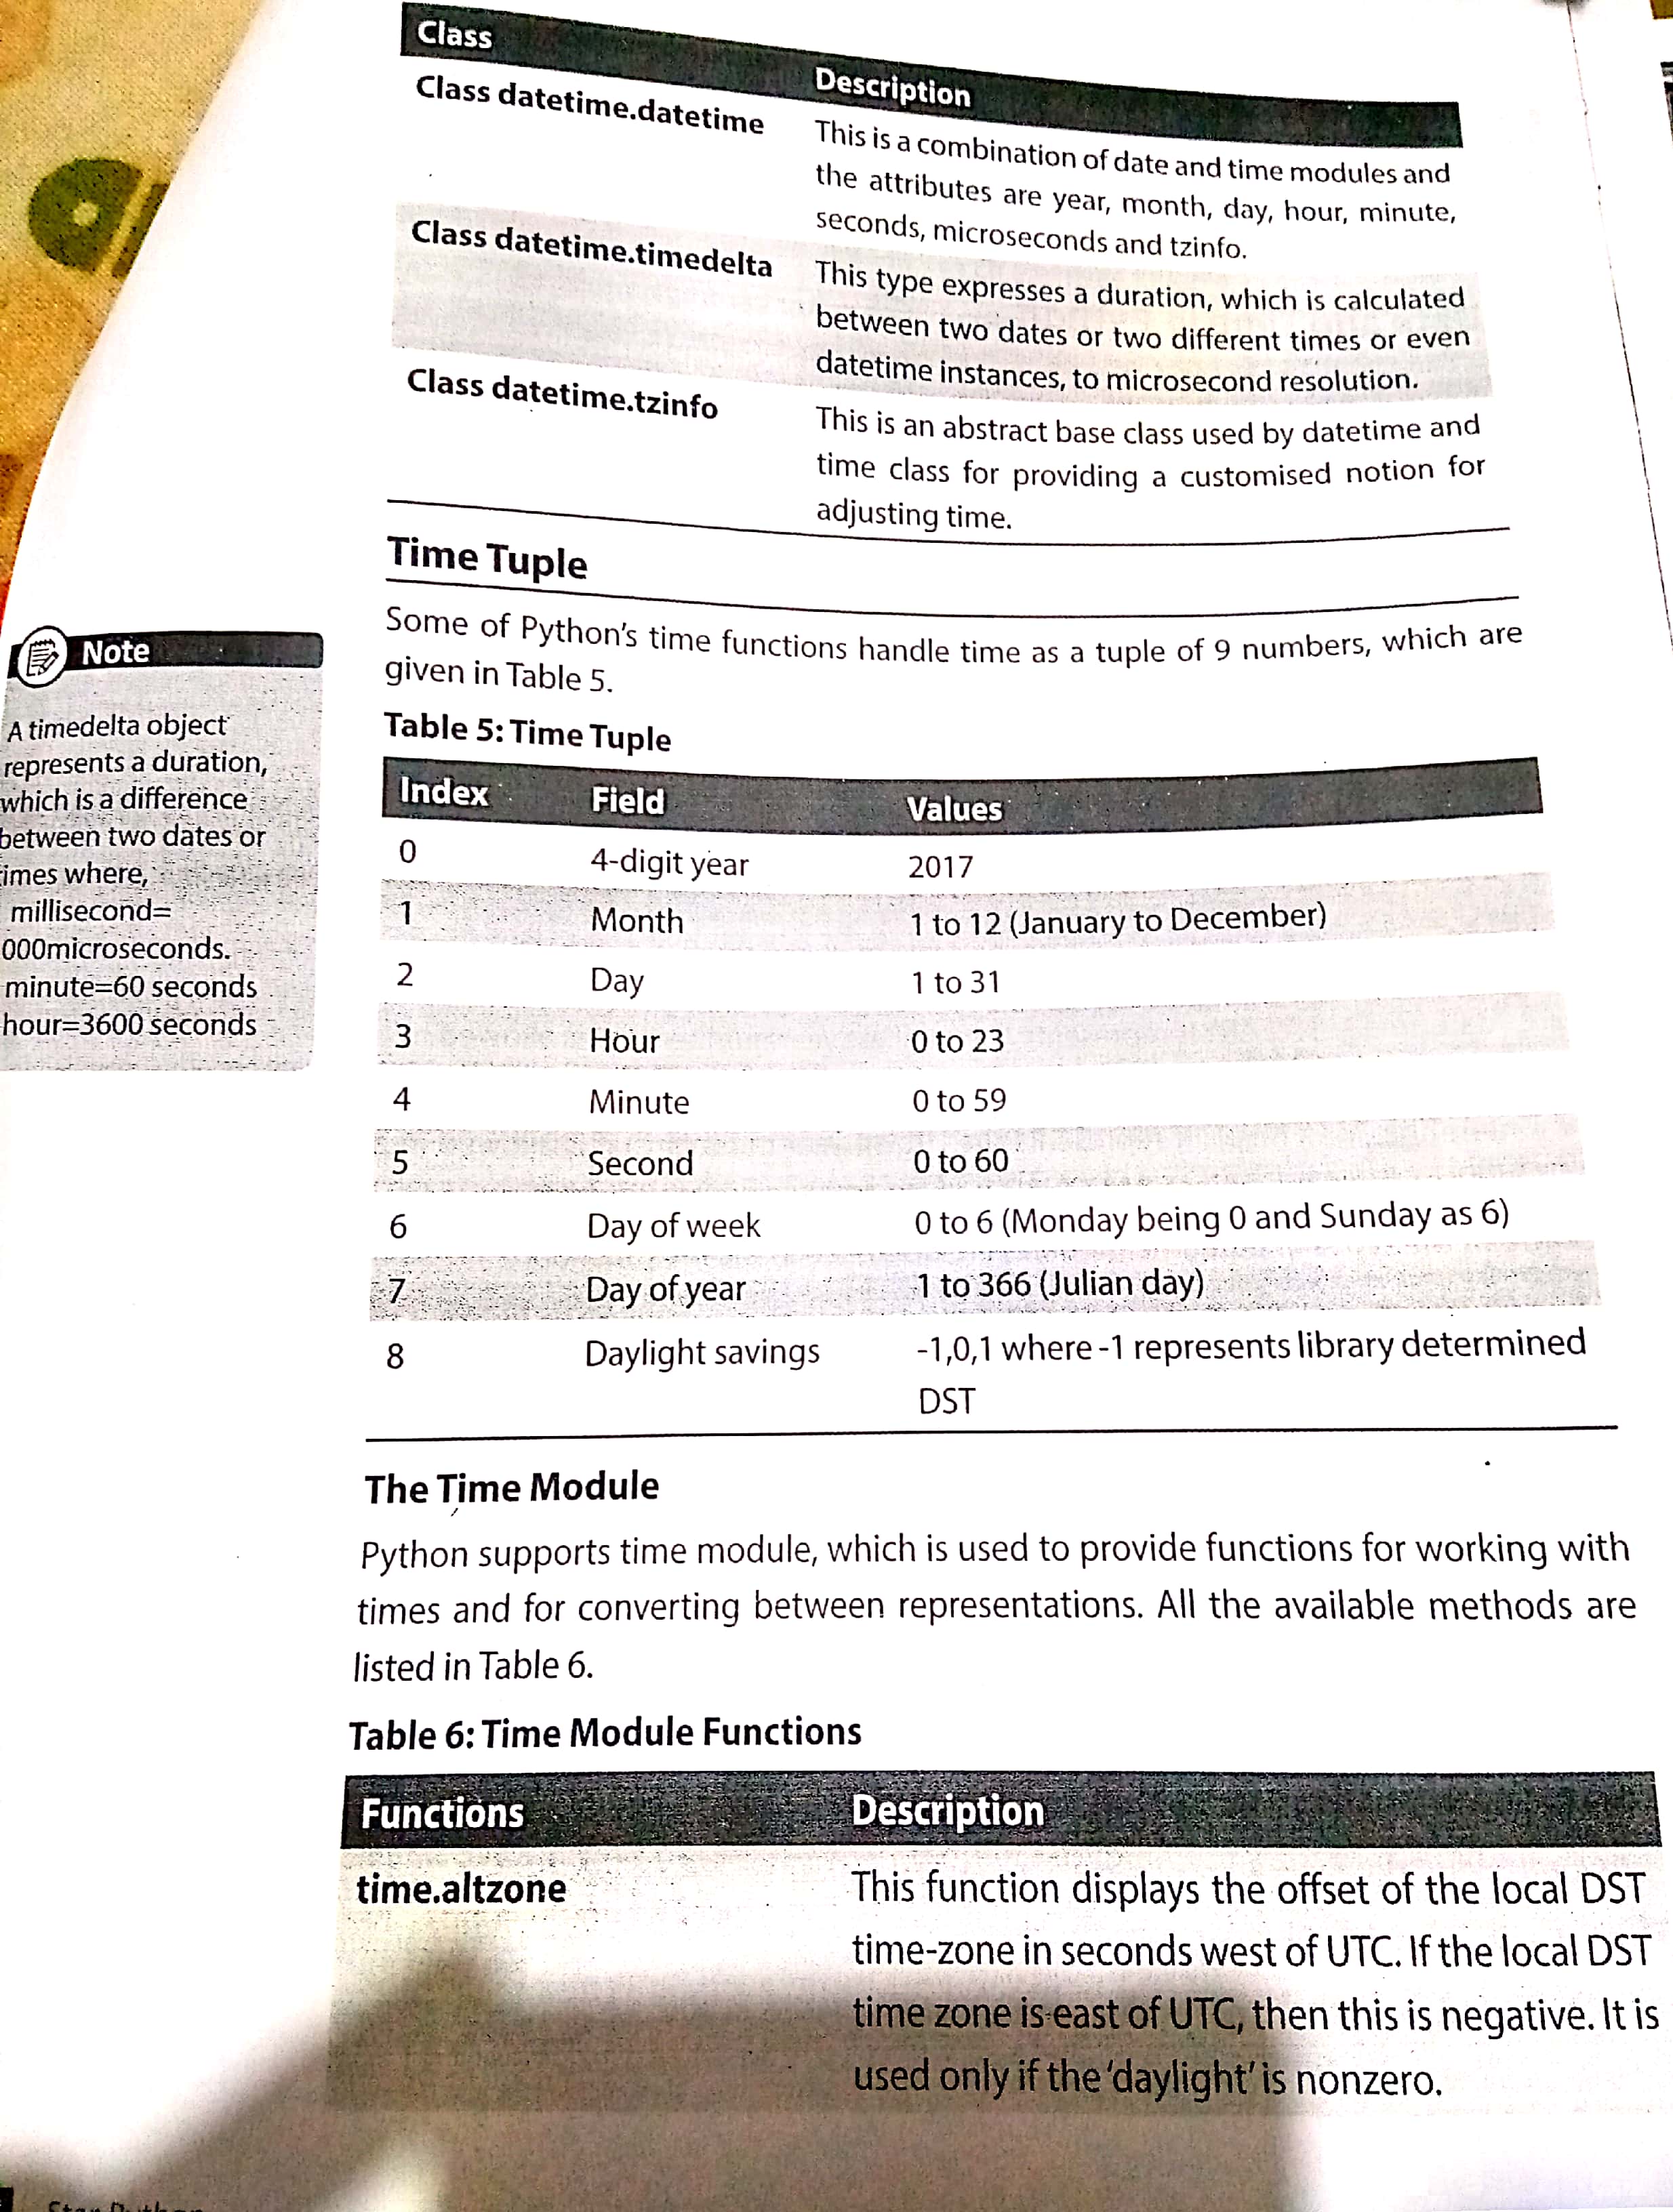 Class Description
Class datetime.datetime This is a combination of date and time modules and
the attributes are year, month, day, hour, minute,
seconds, microseconds and tzinfo.
Class datetime.timedelta This type expresses a duration, which is calculated
between two dates or two different times or even
datetime instances, to microsecond resolution.
Class datetime.tzinfo This is an abstract base class used by datetime and
time class for providing a customised notion for
adjusting time.
Time Tuple
Some of Python's time functions handle time as a tuple of 9 numbers, which are
given in Table 5.
Note
A timedelta object
represents a duration,
which is a difference
between two dates or
imes where,
millisecond=
000microseconds.
minute=60 seconds
hour=3600 seconds
Table 5: Time Tuple
Index Field Values
0 4-digit year 2017
1 Month 1 to 12 (January to December)
2 Day 1 to 31
3 Hour 0 to 23
4 Minute 0 to 59
5 Second 0 to 60
6 Day of week 0 to 6 (Monday being 0 and Sunday as 6)
7 Day of year 1 to 366 (Julian day)
8 Daylight savings -1,0,1 where -1 represents library determined
DST
The Time Module
Python supports time module, which is used to provide functions for working with
times and for converting between representations. All the available methods are
listed in Table 6.
Table 6: Time Module Functions
Functions Description
time.altzone This function displays the offset of the local DST
time-zone in seconds west of UTC. If the local DST
time zone is east of UTC, then this is negative. It is
used only if the 'daylight' is nonzero.